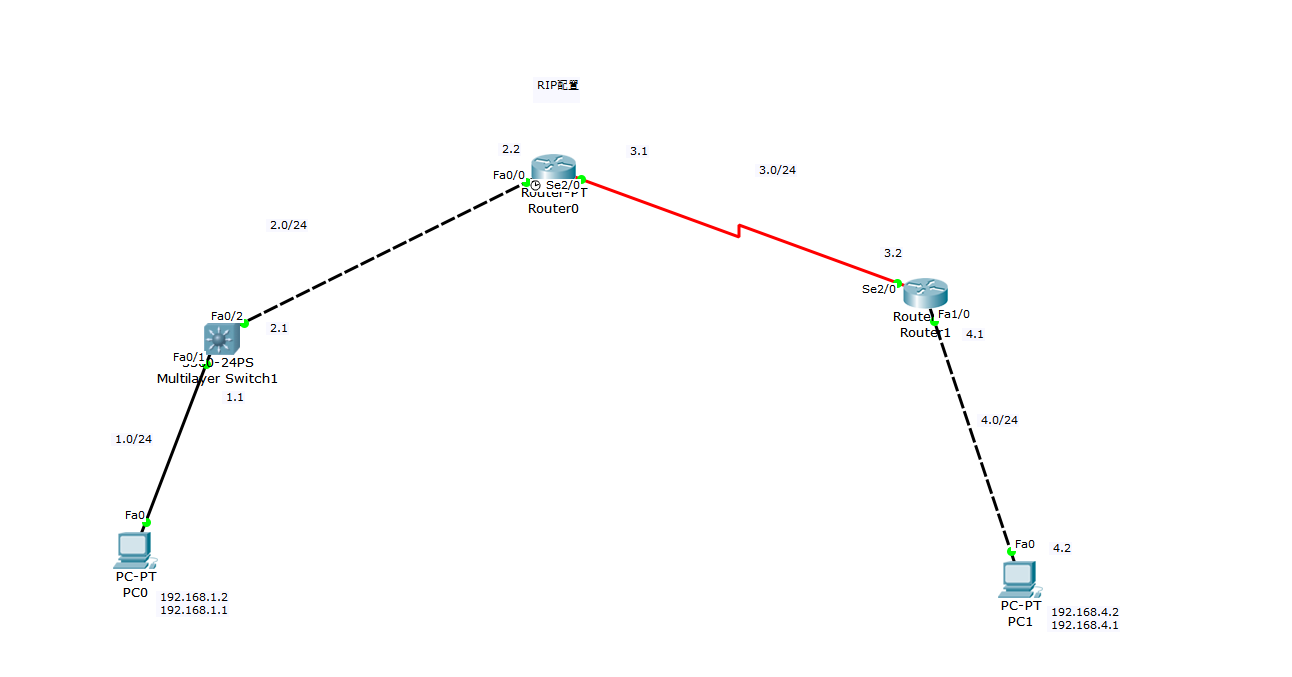 RIP配置
2.2
3.1
3.0/24
Fa0/0
Se2/0
Router-PT
Router0
2.0/24
3.2
Se2/0
Fa1/0
Router1
4.1
Fa0/2
2.1
Fa0/1
Multilayer Switch1
1.1
4.0/24
1.0/24
Fa0
PC-PT
PC0
192.168.1.2
192.168.1.1
Fa0
4.2
PC-PT
PC1
192.168.4.2
192.168.4.1